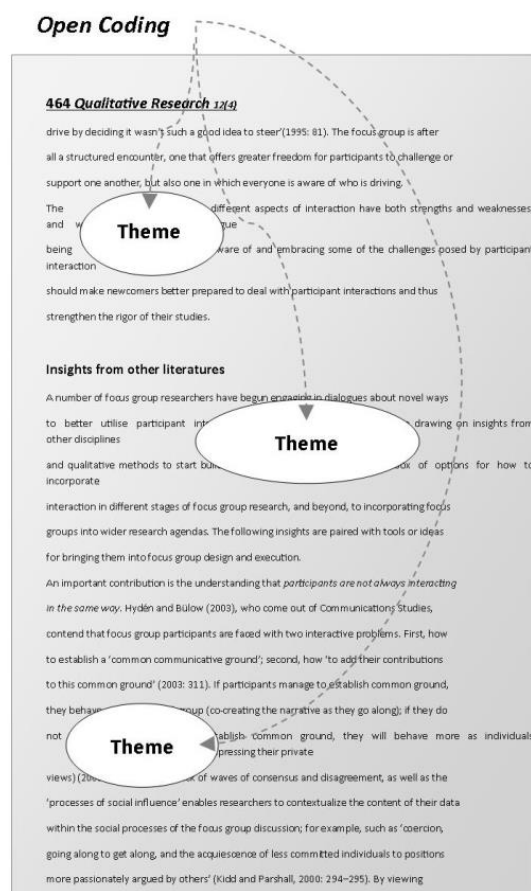 Open Coding
464 Qualitative Research 12(4)
drive by deciding it wasn't such a good idea to steer'(1995: 81). The focus group is after
all a structured encounter, one that offers greater freedom for participants to challenge or
support one another, but also one in which everyone is aware of who is driving.
The different aspects of interaction have both strengths and weaknesses
and
Theme
being of and embracing some of the challenges posed by participant
interaction
should make newcomers better prepared to deal with participant interactions and thus
strengthen the rigor of their studies.
Insights from other literatures
A number of focus group researchers have begun engaging in dialogues about novel ways
to better utilise participant drawing on insights from
other disciplines
Theme
and qualitative methods to start of options for how to
incorporate
interaction in different stages of focus group research, and beyond, to incorporating focus
groups into wider research agendas. The following insights are paired with tools or ideas
for bringing them into focus group design and execution.
An important contribution is the understanding that participants are not always interacting
in the same way. Hydén and Bülow (2003), who come out of Communications Studies,
contend that focus group participants are faced with two interactive problems. First, how
to establish a 'common communicative ground'; second, how 'to add their contributions
to this common ground' (2003: 311). If participants manage to establish common ground,
they group (co-creating the narrative as they go along); if they do
not common ground, they will behave more as individuals
Theme
their private
views) of waves of consensus and disagreement, as well as the
'processes of social influence' enables researchers to contextualize the content of their data
within the social processes of the focus group discussion; for example, such as 'coercion,
going along to get along, and the acquiescence of less committed individuals to positions
more passionately argued by others' (Kidd and Parshall, 2000: 294–295). By viewing